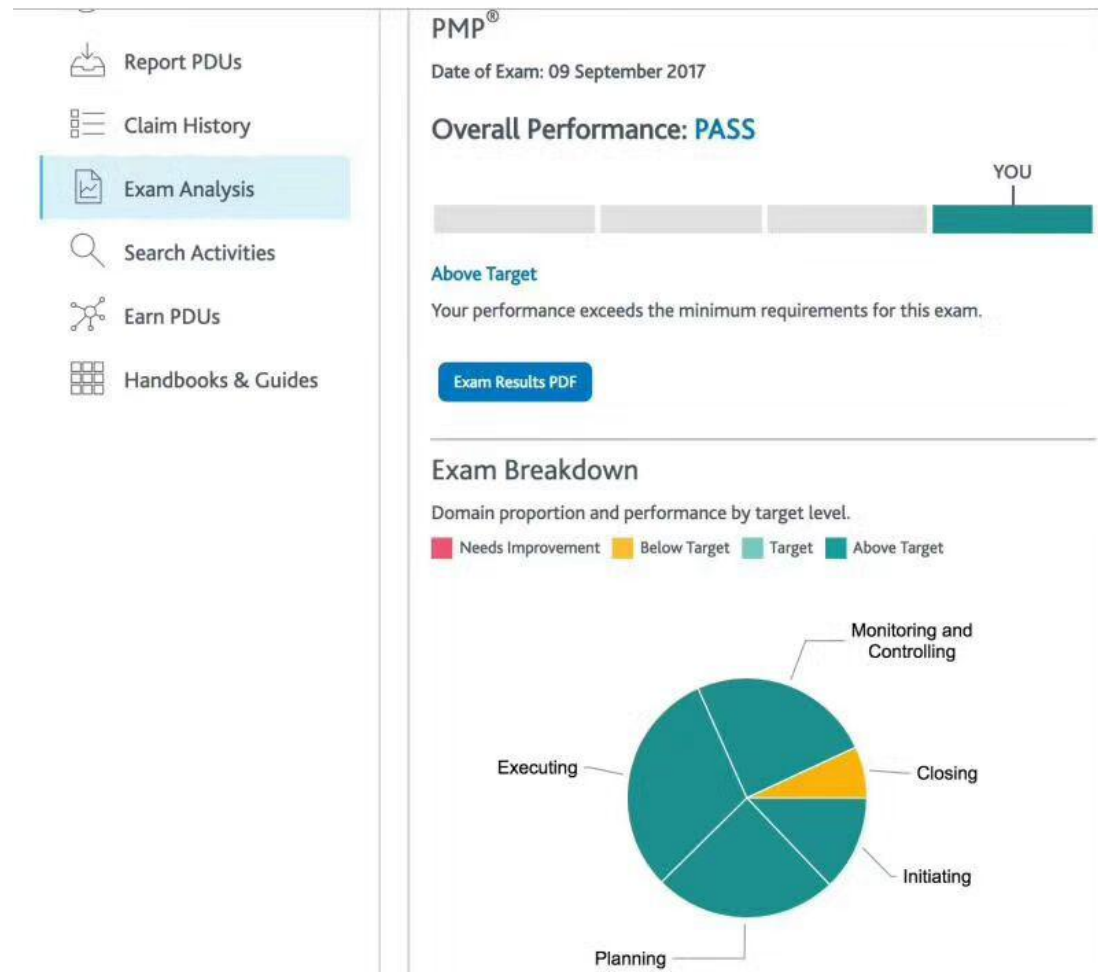 Report PDUs
Claim History
Exam Analysis
Search Activities
Earn PDUs
Handbooks & Guides
PMP®
Date of Exam: 09 September 2017
Overall Performance: PASS
YOU
Above Target
Your performance exceeds the minimum requirements for this exam.
Exam Results PDF
Exam Breakdown
Domain proportion and performance by target level.
Needs Improvement Below Target Target Above Target
Monitoring and
Controlling
Executing
Closing
Initiating
Planning